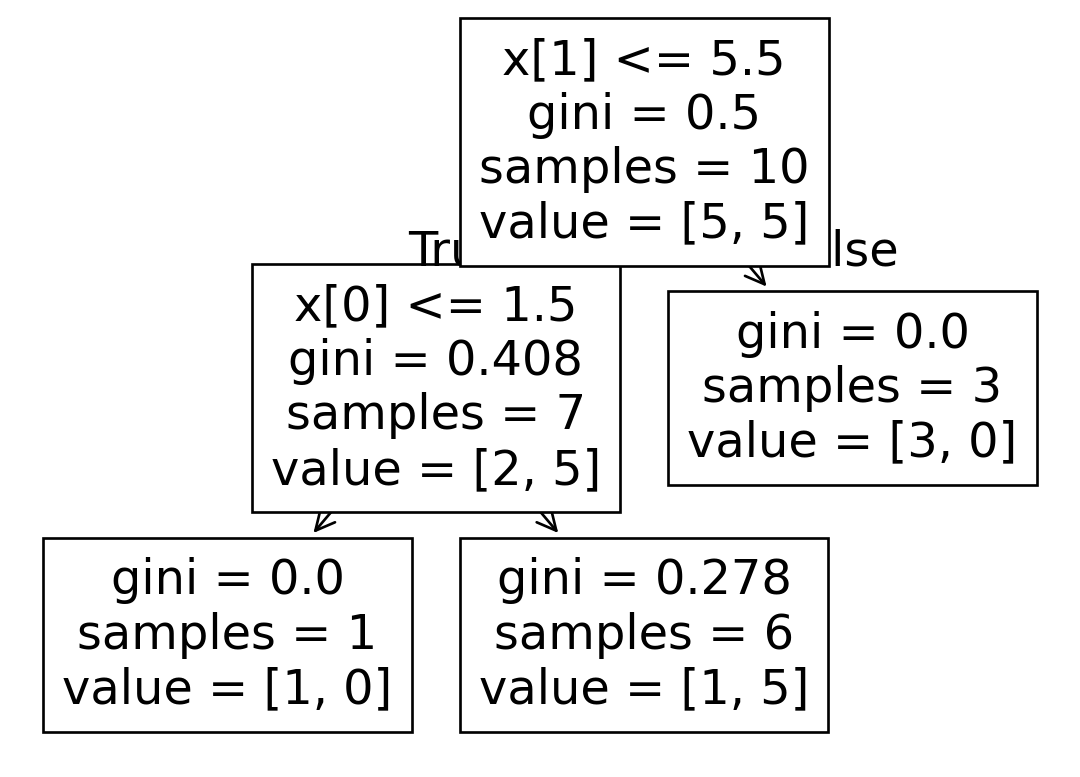 x[1] <= 5.5
gini = 0.5
samples = 10
value = [5, 5]
x[0] <= 1.5
gini = 0.408
samples = 7
value = [2, 5]
gini = 0.0
samples = 3
value = [3, 0]
gini = 0.0
samples = 1
value = [1, 0]
gini = 0.278
samples = 6
value = [1, 5]